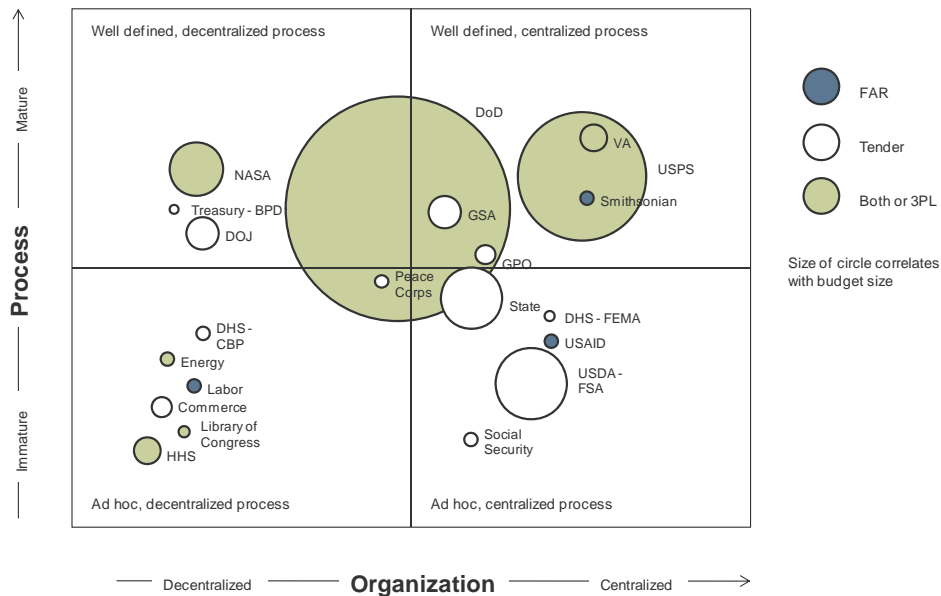 Well defined, decentralized process
Well defined, centralized process
Mature
Process
Immature
DoD
VA
USPS
NASA
Smithsonian
Treasury - BPD
GSA
DOJ
GPO
Peace
Corps
State
DHS - FEMA
DHS -
CBP
USAID
Energy
USDA -
FSA
Labor
Commerce
Library of
Congress
Social
Security
HHS
Ad hoc, decentralized process
Ad hoc, centralized process
Decentralized
Organization
Centralized
FAR
Tender
Both or 3PL
Size of circle correlates
with budget size